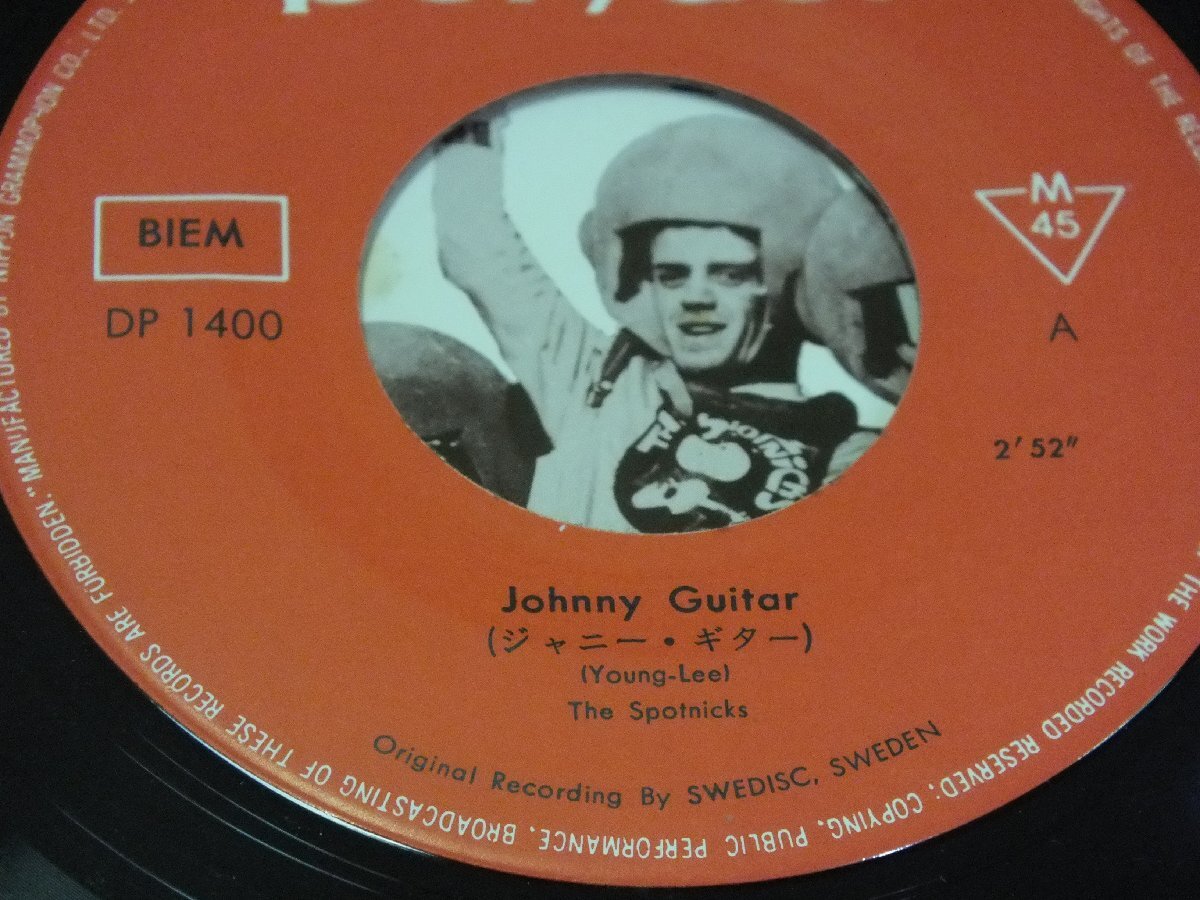 BIEM
DP 1400
M
45
A
2'52"
Johnny Guitar
(ジャニー・ギター)
(Young-Lee)
The Spotnicks
Original Recording By SWEDISC, SWEDEN
THE WORK RECORDED RESERVED; COPYING, PUBLIC PERFORMANCE, BROADCASTING OF THESE RECORDS ARE FORBIDDEN. "MANUFACTURED BY NIPPON GRAMMOPHON CO., LTD.
OF THE